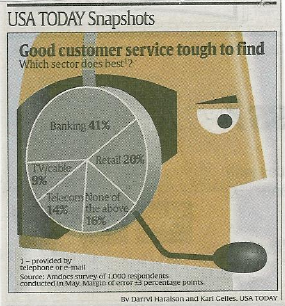 USA TODAY Snapshots
Good customer service tough to find
Which sector does best¹?
Banking 41%
Retail 20%
TV/cable
9%
Telecom
14%
None of
the above
16%
1 – provided by
telephone or e-mail
Source: Amdocs survey of 1,000 respondents
conducted in May. Margin of error ±3 percentage points.
By Darryl Haralson and Karl Gelles, USA TODAY